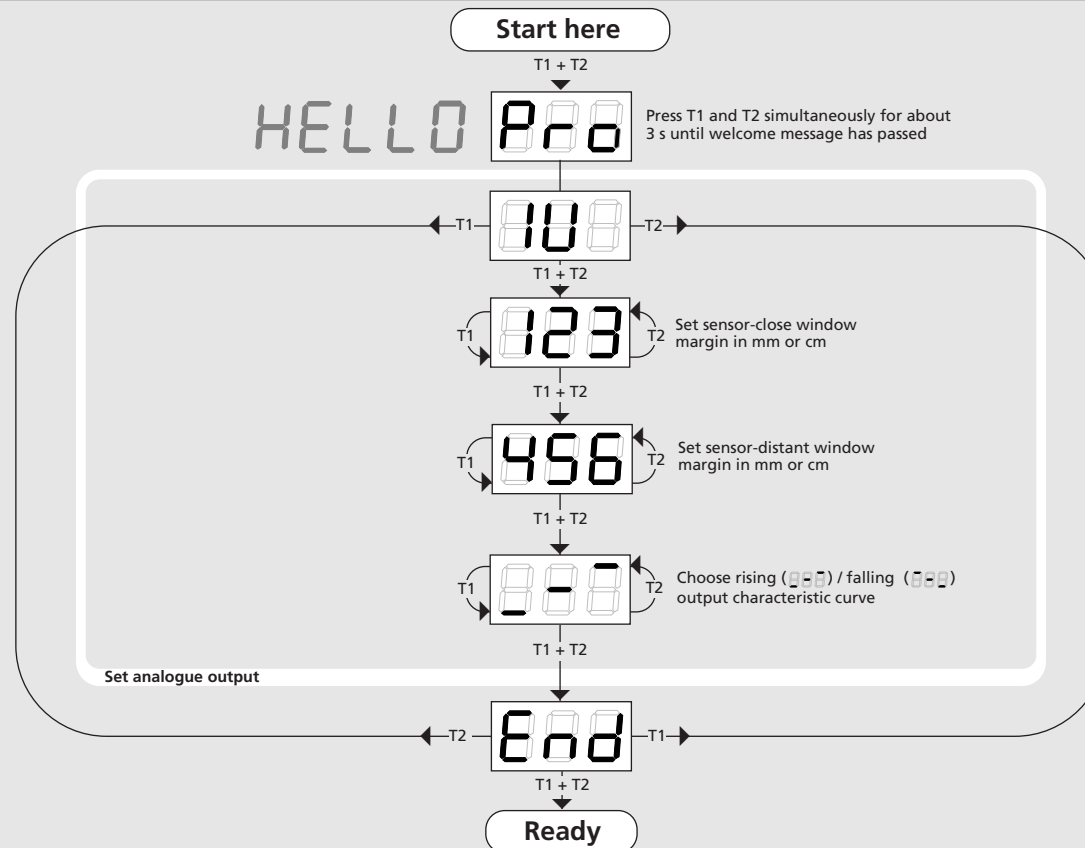 Start here
T1 + T2
HELLO Pro
Press T1 and T2 simultaneously for about
3 s until welcome message has passed
T1 IU T2
T1 + T2
T1 123 T2
Set sensor-close window
margin in mm or cm
T1 + T2
T1 456 T2
Set sensor-distant window
margin in mm or cm
T1 + T2
T1 _-¯ T2
Choose rising (_-¯) / falling (¯-_)
output characteristic curve
T1 + T2
Set analogue output
T2 End T1
T1 + T2
Ready